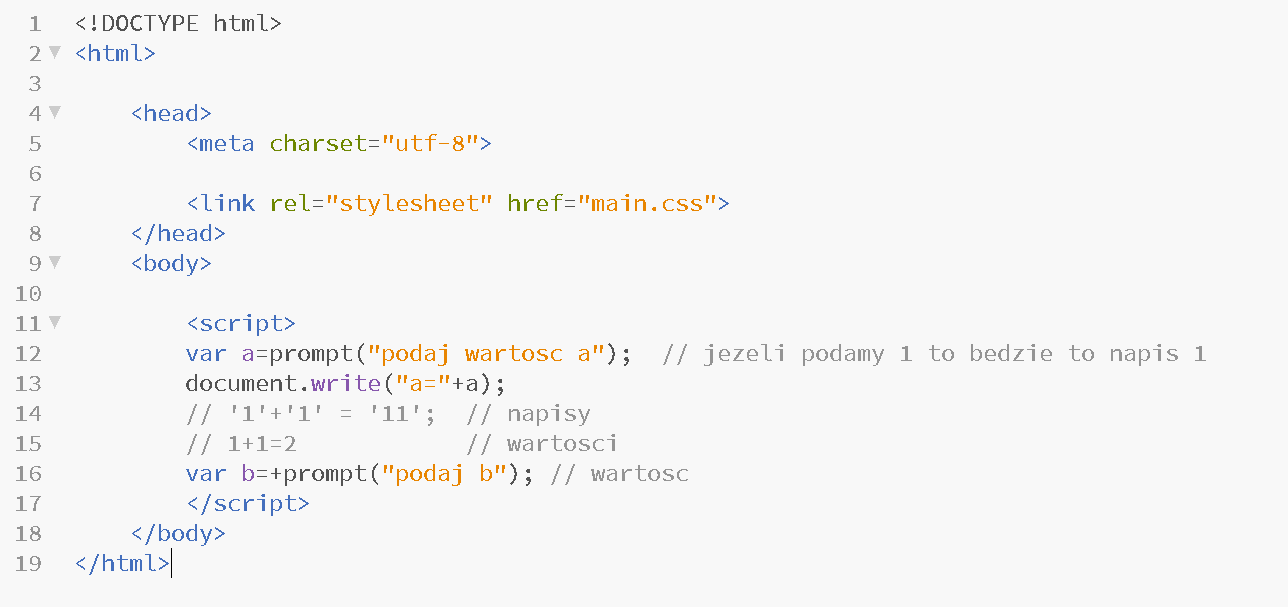 1 <!DOCTYPE html>
2 <html>
3
4 <head>
5 <meta charset="utf-8">
6
7 <link rel="stylesheet" href="main.css">
8 </head>
9 <body>
10
11 <script>
12 var a=prompt("podaj wartosc a");  // jezeli podamy 1 to bedzie to napis 1
13 document.write("a="+a);
14 // '1'+'1' = '11';  // napisy
15 // 1+1=2            // wartosci
16 var b=+prompt("podaj b"); // wartosc
17 </script>
18 </body>
19 </html>